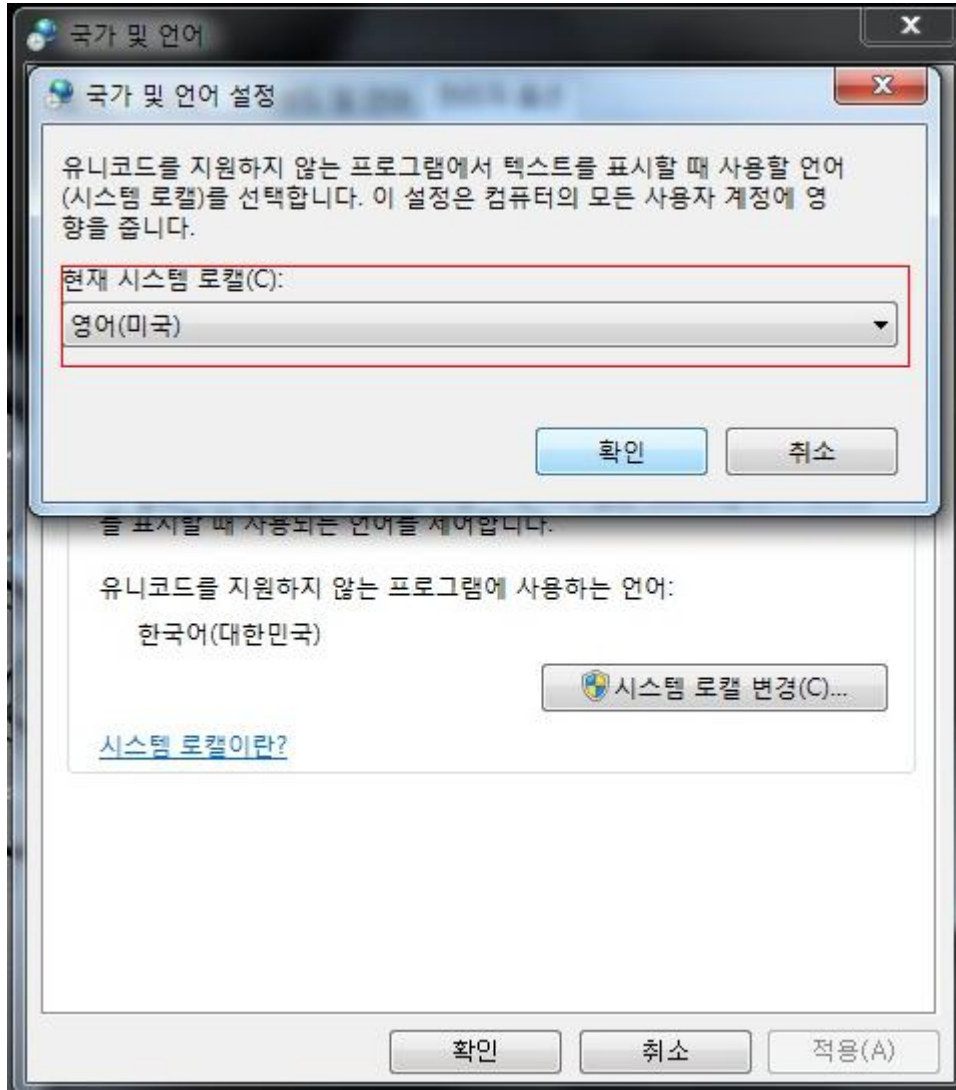 국가 및 언어
국가 및 언어 설정
유니코드를 지원하지 않는 프로그램에서 텍스트를 표시할 때 사용할 언어
(시스템 로캘)를 선택합니다. 이 설정은 컴퓨터의 모든 사용자 계정에 영
향을 줍니다.
현재 시스템 로캘(C):
영어(미국)
확인 취소
를 표시할 때 사용되는 언어를 제어합니다.
유니코드를 지원하지 않는 프로그램에 사용하는 언어:
한국어(대한민국)
시스템 로캘 변경(C)...
시스템 로캘이란?
확인 취소 적용(A)